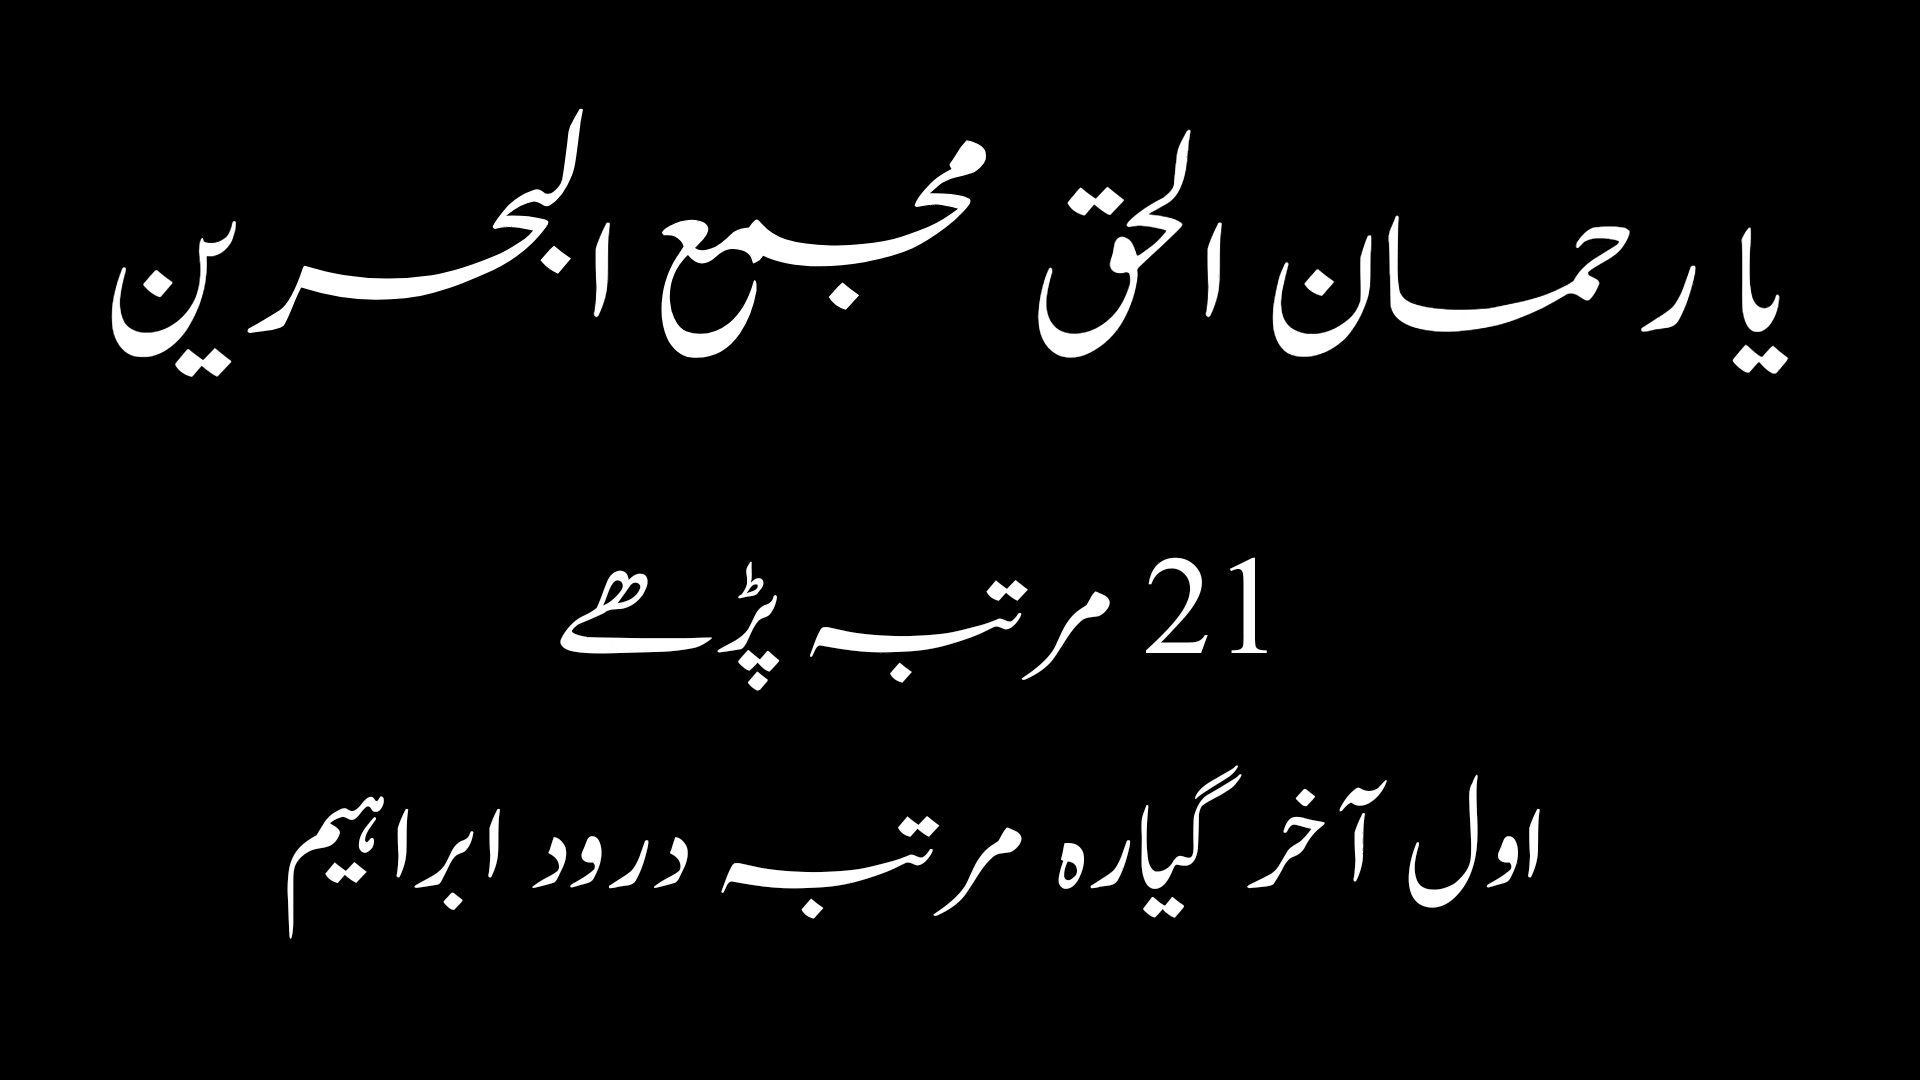 یا رحمان الحق مجمع البحرین
21 مرتبہ پڑھے
اول آخر گیارہ مرتبہ درود ابراہیم